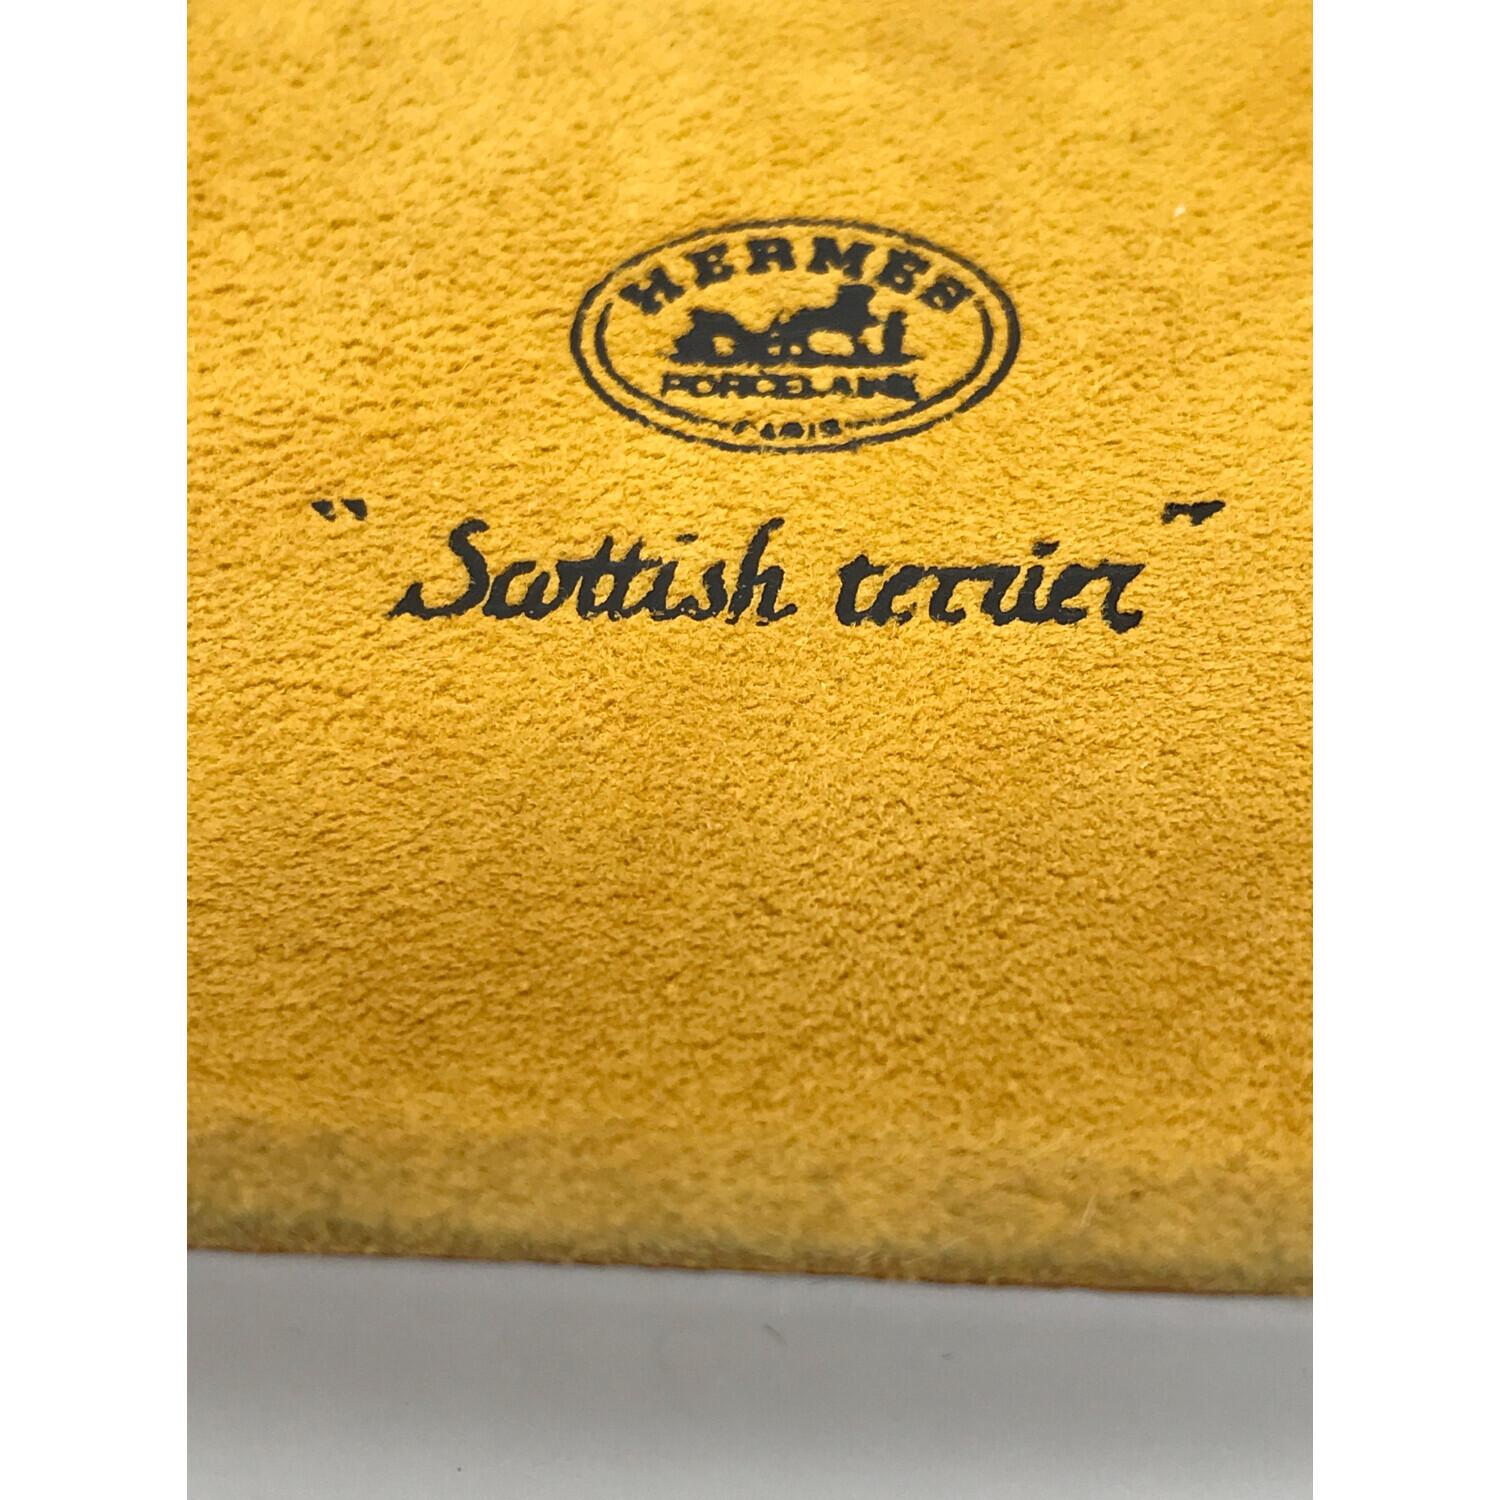 HERMES
PORCELAINE
PARIS
"Scottish terrier"